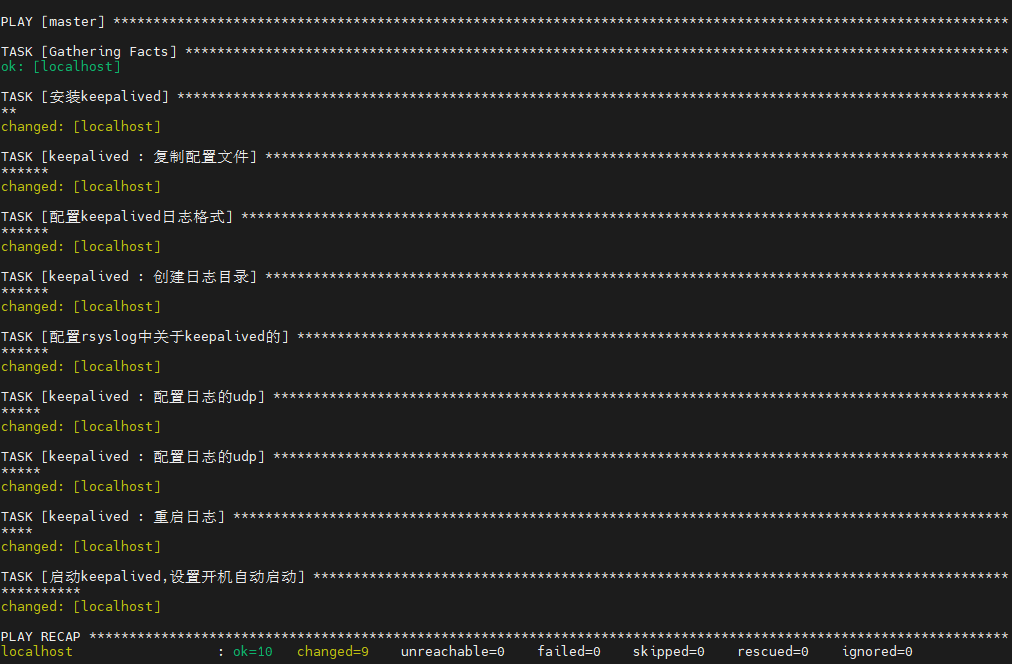 PLAY [master] ****************************************************************************************************************
TASK [Gathering Facts] *******************************************************************************************************
ok: [localhost]
TASK [安装keepalived] ********************************************************************************************************
**
changed: [localhost]
TASK [keepalived : 复制配置文件] *********************************************************************************************
******
changed: [localhost]
TASK [配置keepalived日志格式] ************************************************************************************************
******
changed: [localhost]
TASK [keepalived : 创建日志目录] *********************************************************************************************
******
changed: [localhost]
TASK [配置rsyslog中关于keepalived的] *****************************************************************************************
******
changed: [localhost]
TASK [keepalived : 配置日志的udp] ********************************************************************************************
*****
changed: [localhost]
TASK [keepalived : 配置日志的udp] ********************************************************************************************
*****
changed: [localhost]
TASK [keepalived : 重启日志] *************************************************************************************************
****
changed: [localhost]
TASK [启动keepalived,设置开机自动启动] ***************************************************************************************
**********
changed: [localhost]
PLAY RECAP *******************************************************************************************************************
localhost                  : ok=10   changed=9    unreachable=0    failed=0    skipped=0    rescued=0    ignored=0